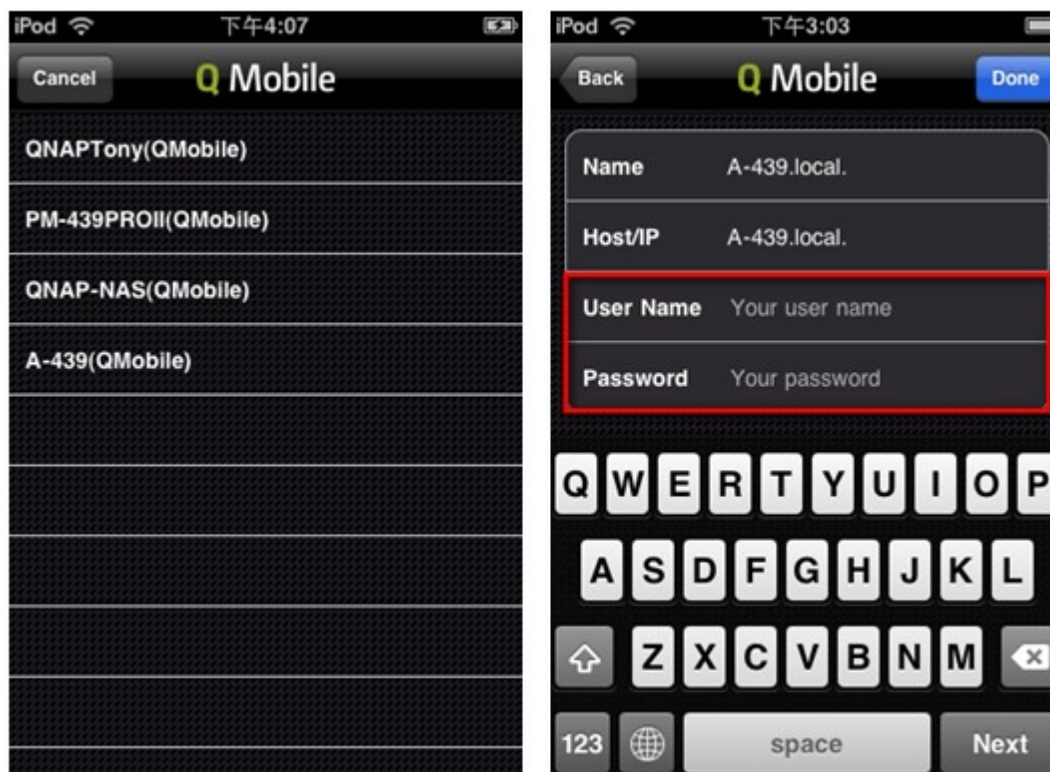 iPod 下午4:07
Cancel Q Mobile
QNAPTony(QMobile)
PM-439PROII(QMobile)
QNAP-NAS(QMobile)
A-439(QMobile)
iPod 下午3:03
Back Q Mobile Done
Name A-439.local.
Host/IP A-439.local.
User Name Your user name
Password Your password
Q W E R T Y U I O P
A S D F G H J K L
Z X C V B N M
123 space Next